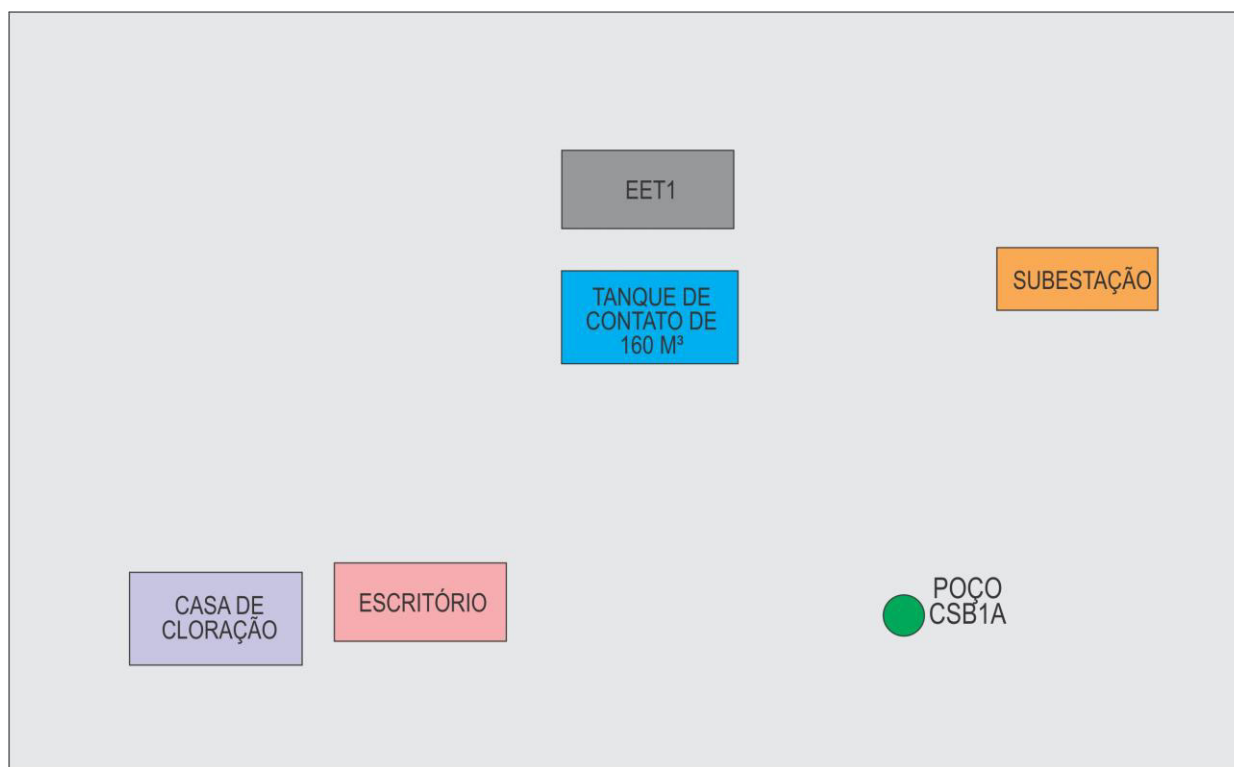 EET1
SUBESTAÇÃO
TANQUE DE
CONTATO DE
160 M³
CASA DE
CLORAÇÃO
ESCRITÓRIO
POÇO
CSB1A